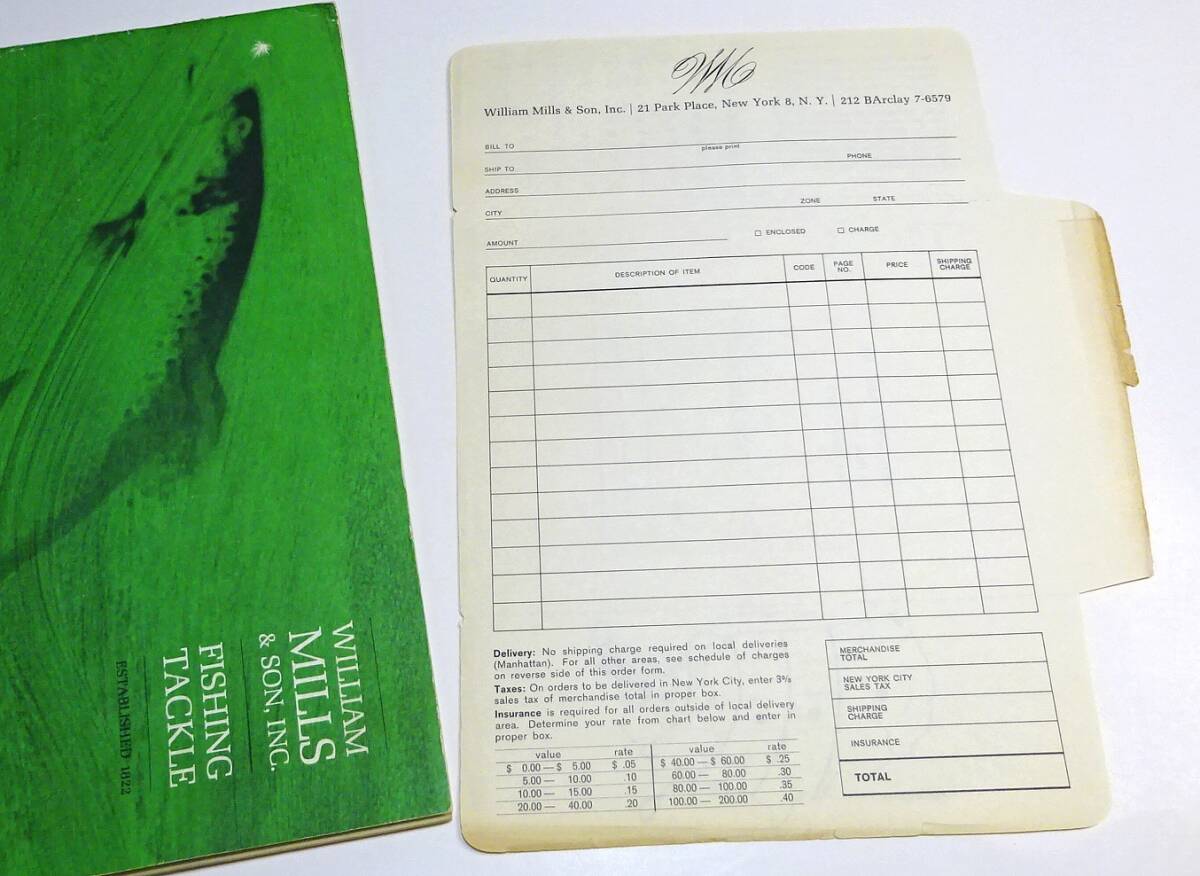 WILLIAM
MILLS
& SON, INC.
FISHING
TACKLE
ESTABLISHED 1822
WM
William Mills & Son, Inc. | 21 Park Place, New York 8, N. Y. | 212 BArclay 7-6579
BILL TO
please print
SHIP TO
PHONE
ADDRESS
CITY ZONE STATE
AMOUNT ☐ ENCLOSED ☐ CHARGE
QUANTITY DESCRIPTION OF ITEM CODE PAGE NO. PRICE SHIPPING CHARGE
Delivery: No shipping charge required on local deliveries
(Manhattan). For all other areas, see schedule of charges
on reverse side of this order form.
Taxes: On orders to be delivered in New York City, enter 3%
sales tax of merchandise total in proper box.
Insurance is required for all orders outside of local delivery
area. Determine your rate from chart below and enter in
proper box.
value rate value rate
$ 0.00 — $ 5.00 $ .05 $ 40.00 — $ 60.00 $ .25
5.00 — 10.00 .10 60.00 — 80.00 .30
10.00 — 15.00 .15 80.00 — 100.00 .35
20.00 — 40.00 .20 100.00 — 200.00 .40
MERCHANDISE
TOTAL
NEW YORK CITY
SALES TAX
SHIPPING
CHARGE
INSURANCE
TOTAL